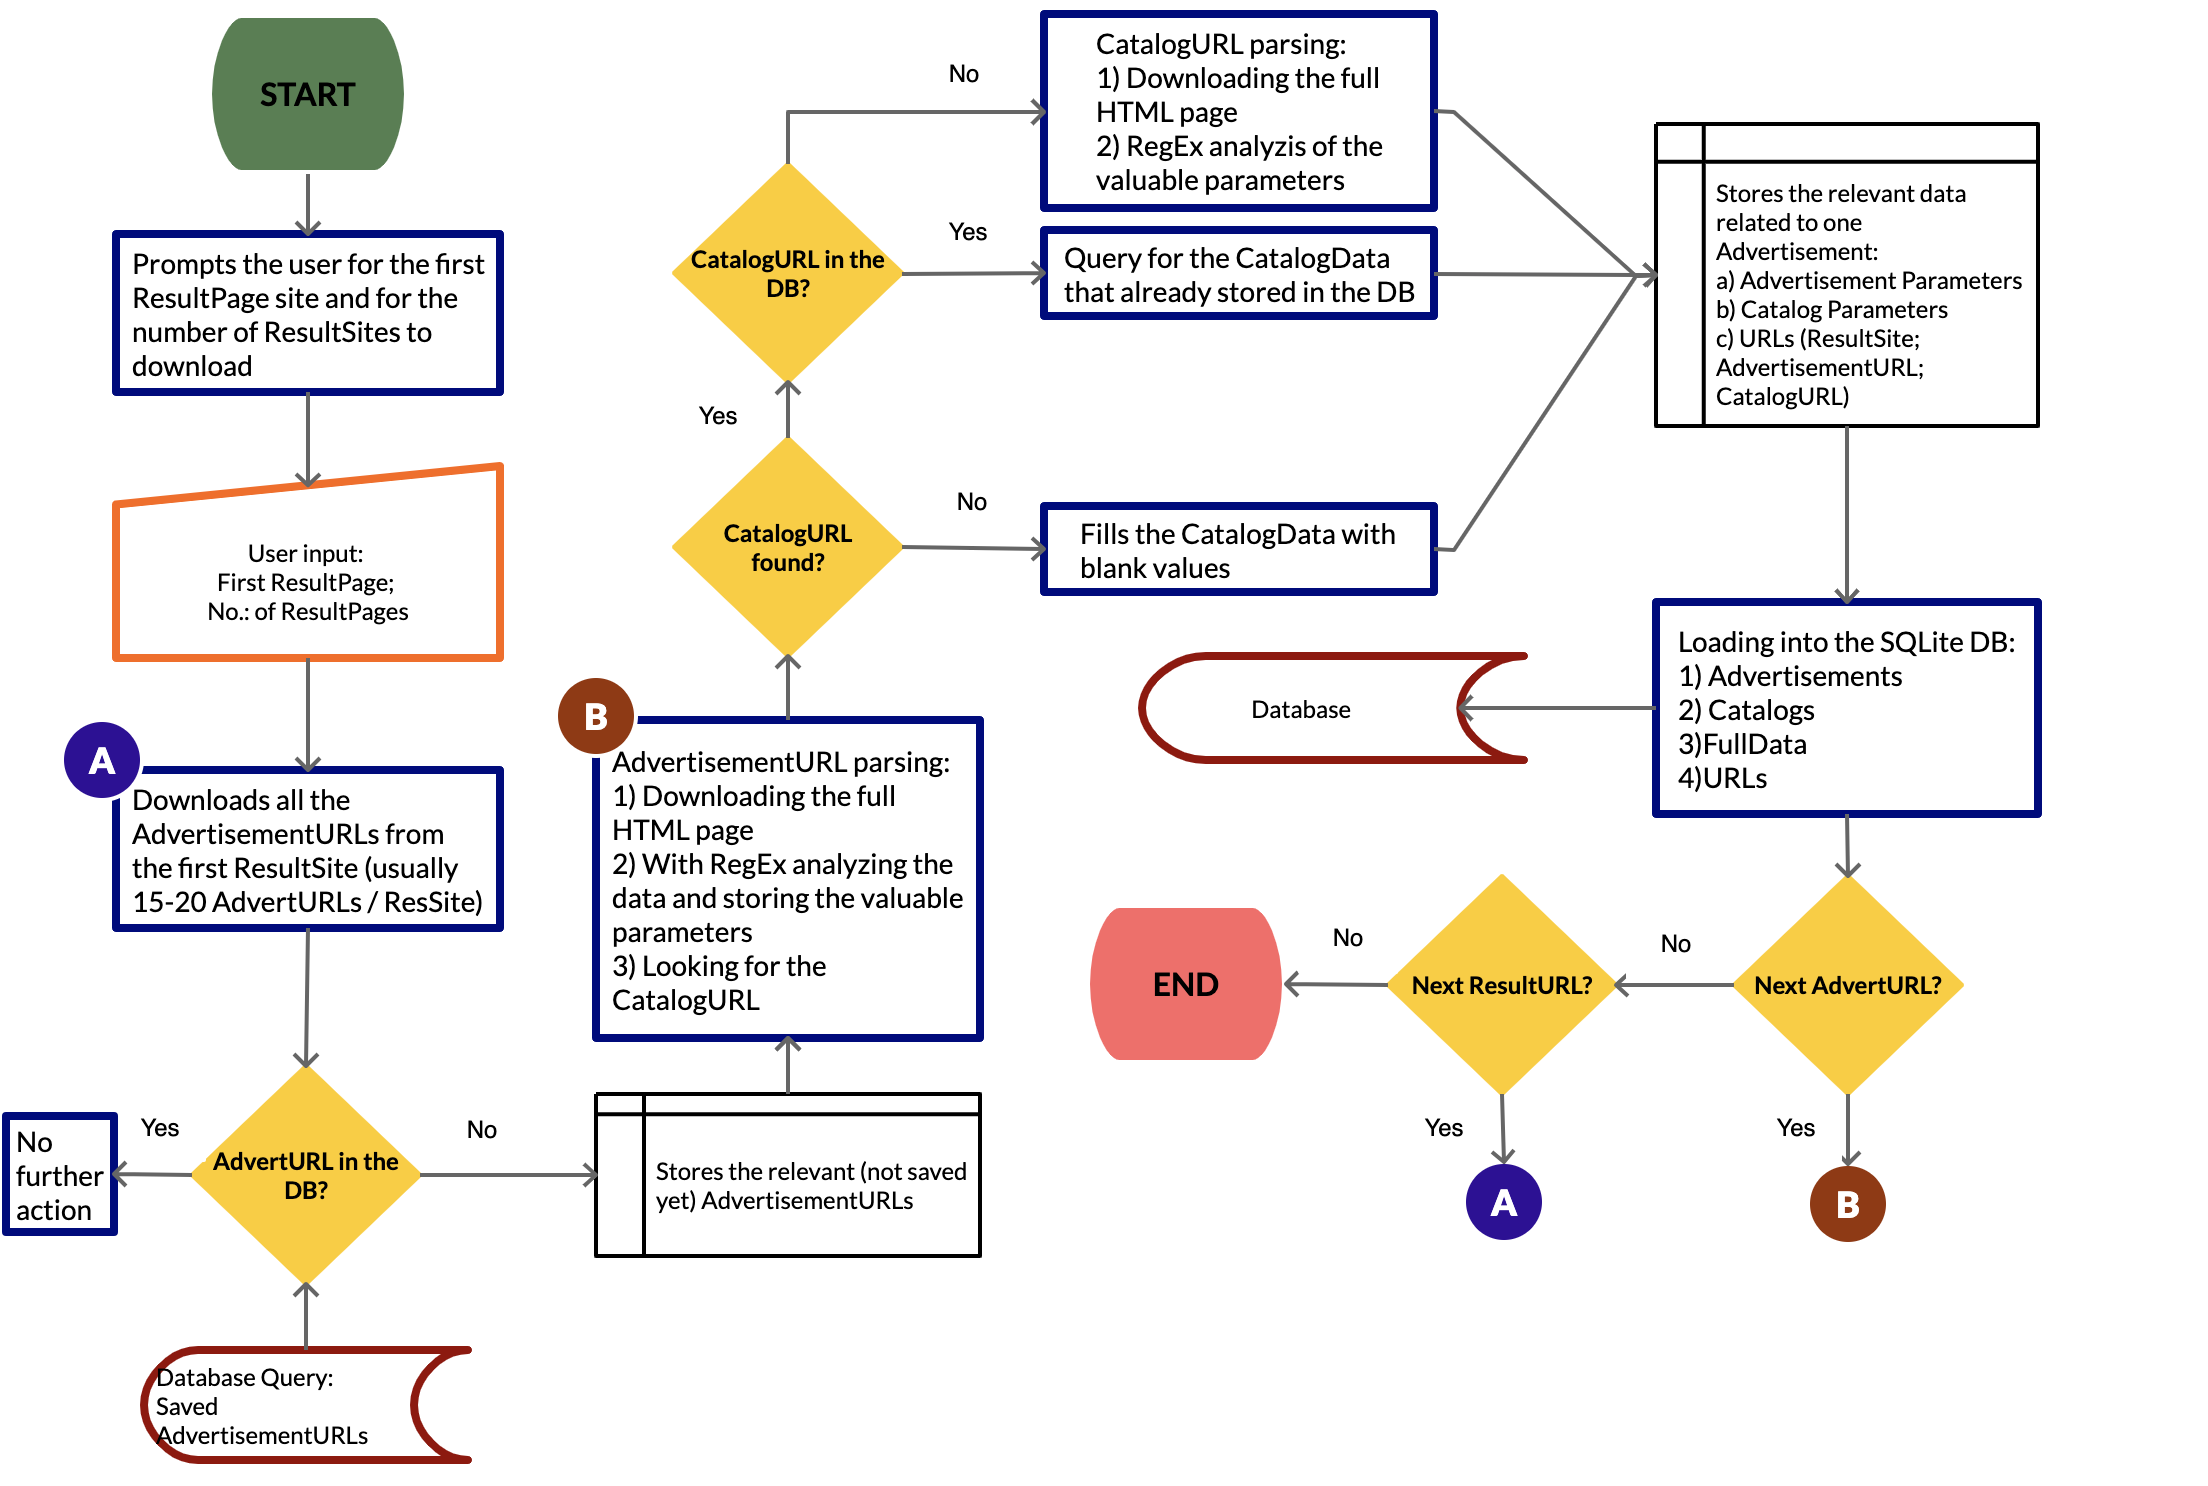 START
Prompts the user for the first
ResultPage site and for the
number of ResultSites to
download
User input:
First ResultPage;
No.: of ResultPages
A
Downloads all the
AdvertisementURLs from
the first ResultSite (usually
15-20 AdvertURLs / ResSite)
AdvertURL in the
DB?
Yes
No
further
action
No
Database Query:
Saved
AdvertisementURLs
Stores the relevant (not saved
yet) AdvertisementURLs
B
AdvertisementURL parsing:
1) Downloading the full
HTML page
2) With RegEx analyzing the
data and storing the valuable
parameters
3) Looking for the
CatalogURL
CatalogURL
found?
Yes
No
Fills the CatalogData with
blank values
CatalogURL in the
DB?
Yes
Query for the CatalogData
that already stored in the DB
No
CatalogURL parsing:
1) Downloading the full
HTML page
2) RegEx analyzis of the
valuable parameters
Stores the relevant data
related to one
Advertisement:
a) Advertisement Parameters
b) Catalog Parameters
c) URLs (ResultSite;
AdvertisementURL;
CatalogURL)
Loading into the SQLite DB:
1) Advertisements
2) Catalogs
3)FullData
4)URLs
Database
Next AdvertURL?
Yes
B
No
Next ResultURL?
Yes
A
No
END